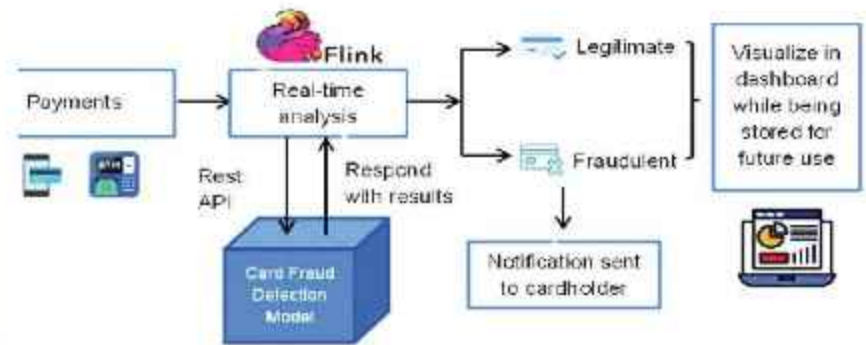 Flink
Payments
Real-time
analysis
Legilimate
Fraudulent
Visualize in
dashboard
while being
stored for
future use
Rest
API
Respond
with results
Card Fraud
Detection
Model
Notification sent
to cardholder